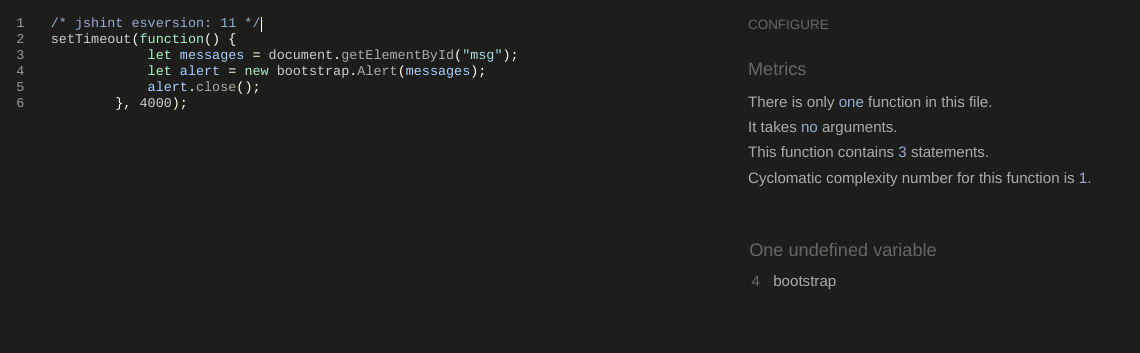 1 /* jshint esversion: 11 */
2 setTimeout(function() {
3             let messages = document.getElementById("msg");
4             let alert = new bootstrap.Alert(messages);
5             alert.close();
6         }, 4000);
CONFIGURE
Metrics
There is only one function in this file.
It takes no arguments.
This function contains 3 statements.
Cyclomatic complexity number for this function is 1.
One undefined variable
4 bootstrap